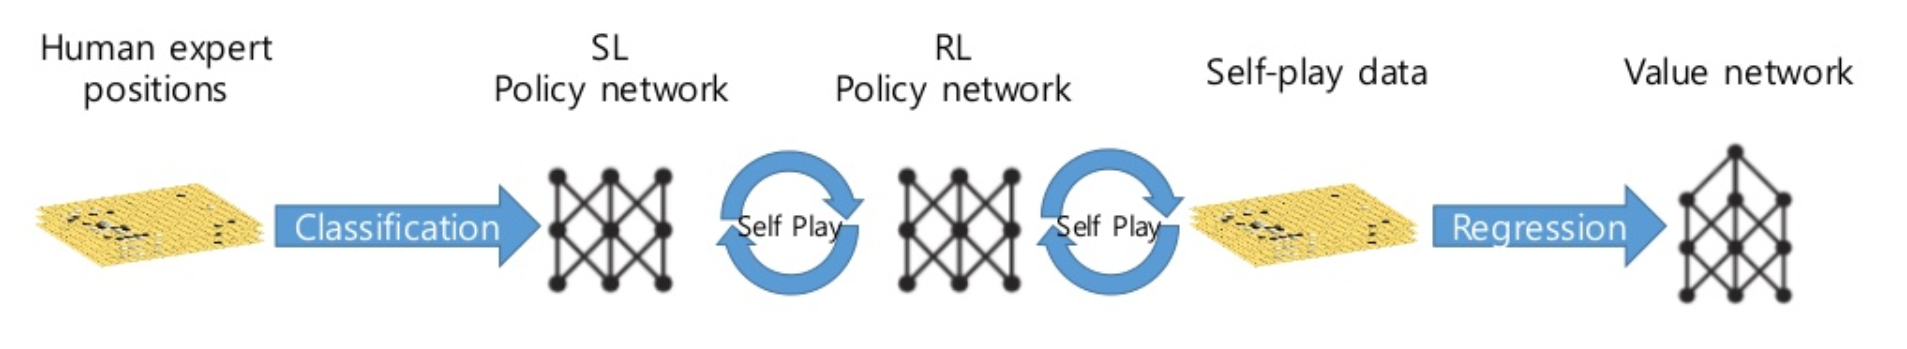 Human expert
positions
SL
Policy network
RL
Policy network
Self-play data
Value network
Classification
Self Play
Self Play
Regression